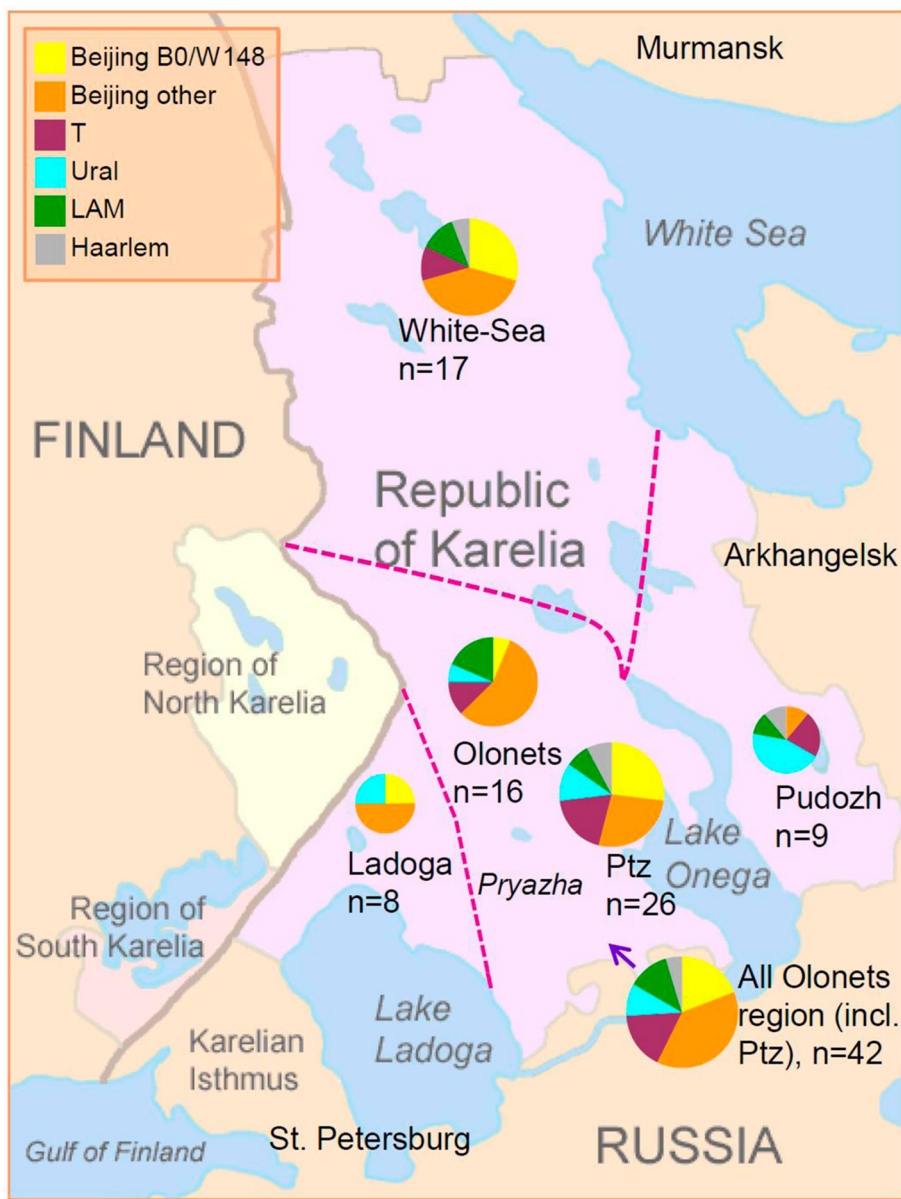 Beijing B0/W148
Beijing other
T
Ural
LAM
Haarlem
Murmansk
White Sea
White-Sea
n=17
FINLAND
Republic
of Karelia
Arkhangelsk
Region of
North Karelia
Olonets
n=16
Pudozh
n=9
Ladoga
n=8
Pryazha
Ptz
n=26
Lake
Onega
Region of
South Karelia
Lake
Ladoga
All Olonets
region (incl.
Ptz), n=42
Karelian
Isthmus
St. Petersburg
Gulf of Finland
RUSSIA